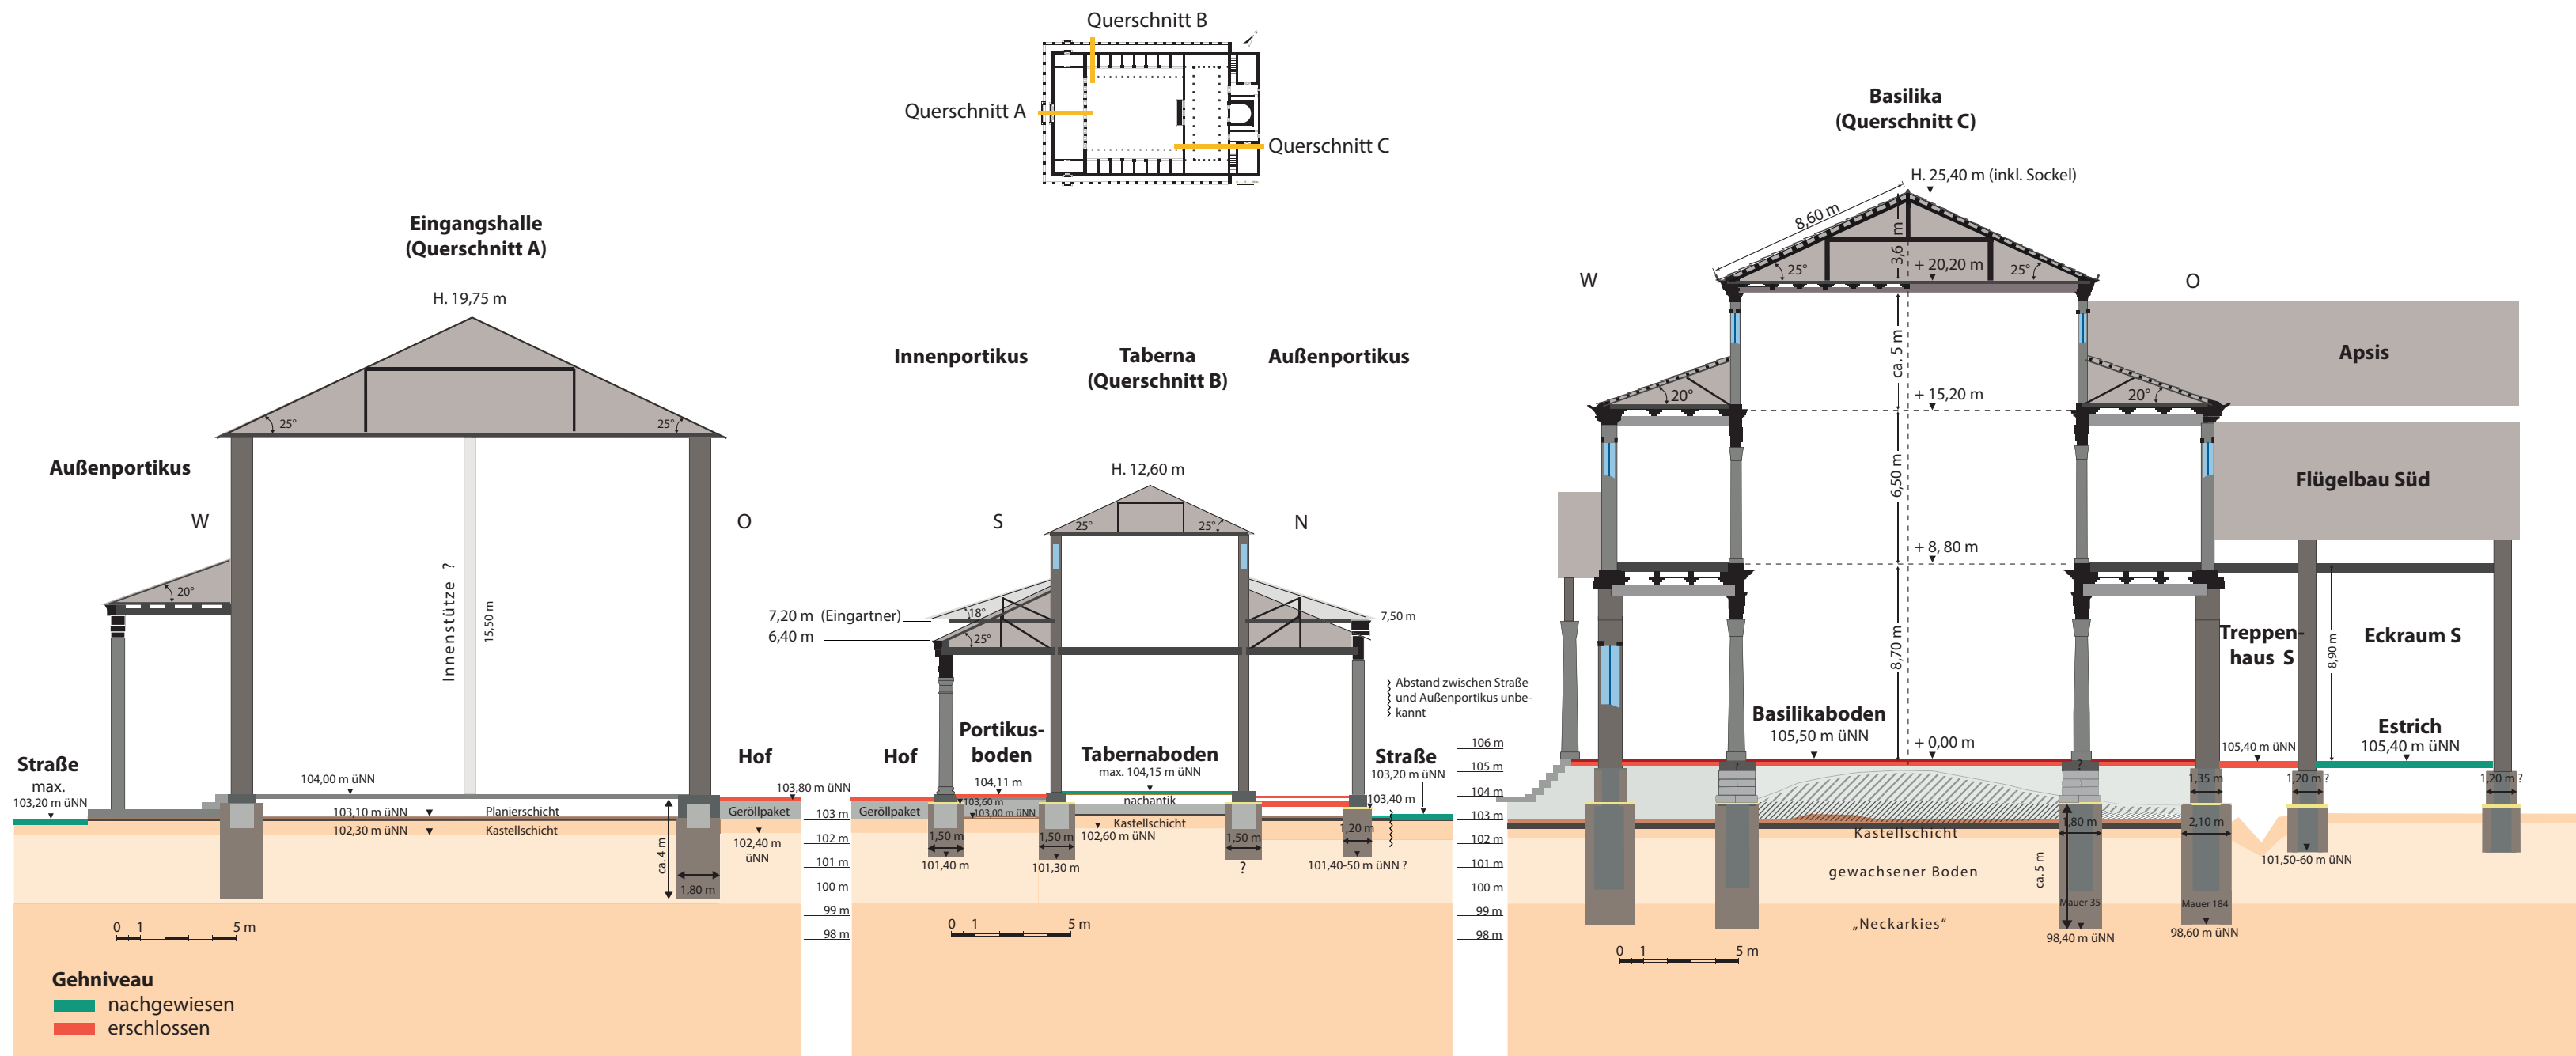 Querschnitt B
Querschnitt A
Querschnitt C
Eingangshalle
(Querschnitt A)
H. 19,75 m
25°
25°
Außenportikus
W
O
20°
Innenstütze ?
15,50 m
Straße
max.
103,20 m üNN
104,00 m üNN
103,10 m üNN
Planierschicht
102,30 m üNN
Kastellschicht
ca. 4 m
1,80 m
Hof
103,80 m üNN
Geröllpaket
102,40 m
üNN
0 1 5 m
Gehniveau
nachgewiesen
erschlossen
103 m
102 m
101 m
100 m
99 m
98 m
Innenportikus
Taberna
(Querschnitt B)
Außenportikus
H. 12,60 m
S
N
25°
25°
7,20 m (Eingartner)
6,40 m
18°
25°
7,50 m
Abstand zwischen Straße
und Außenportikus unbe-
kannt
Hof
Portikus-
boden
104,11 m
Tabernaboden
max. 104,15 m üNN
nachantik
Straße
103,20 m üNN
103,40 m
Geröllpaket
103,60 m
103,00 m üNN
Kastellschicht
102,60 m üNN
1,50 m
1,50 m
1,50 m
1,20 m
101,40 m
101,30 m
?
101,40-50 m üNN ?
0 1 5 m
106 m
105 m
104 m
103 m
102 m
101 m
100 m
99 m
98 m
Basilika
(Querschnitt C)
H. 25,40 m (inkl. Sockel)
8,60 m
3,6 m
W
O
25°
+ 20,20 m
25°
Apsis
ca. 5 m
20°
+ 15,20 m
20°
6,50 m
Flügelbau Süd
+ 8, 80 m
8,70 m
Treppen-
haus S
8,90 m
Eckraum S
Basilikaboden
105,50 m üNN
+ 0,00 m
105,40 m üNN
Estrich
105,40 m üNN
?
?
1,35 m
1,20 m ?
1,20 m ?
Kastellschicht
1,80 m
2,10 m
gewachsener Boden
ca. 5 m
101,50-60 m üNN
Mauer 35
Mauer 184
„Neckarkies“
98,40 m üNN
98,60 m üNN
0 1 5 m